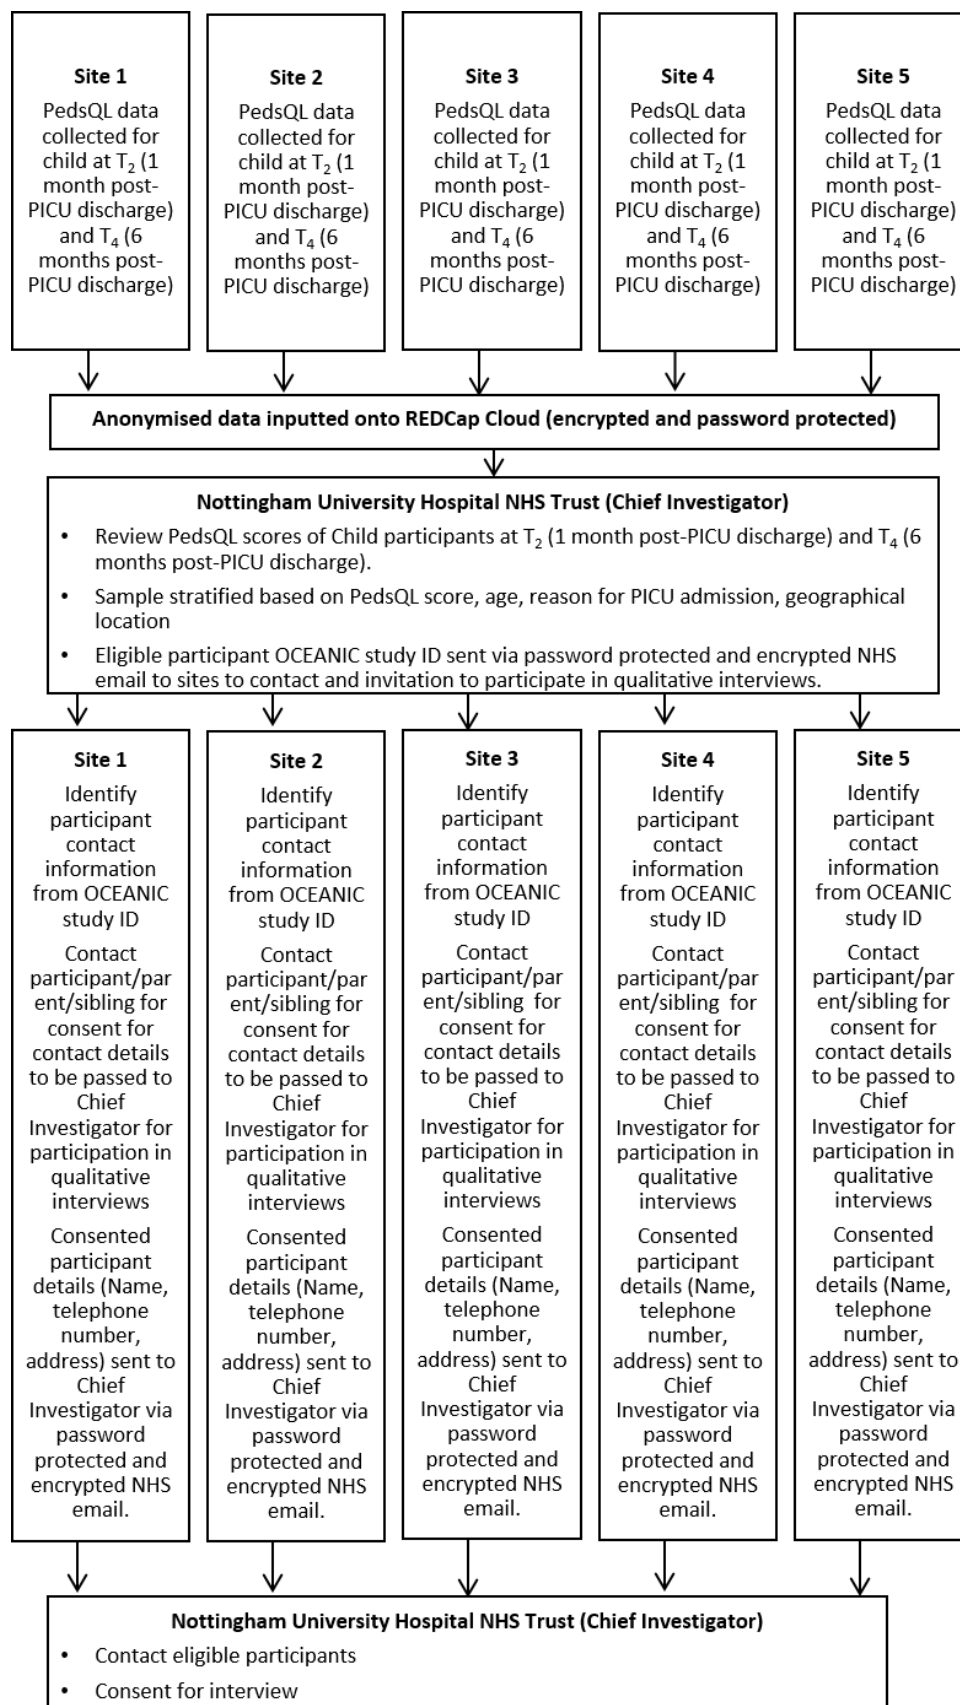 Site 1
PedsQL data
collected for
child at T₂ (1
month post-
PICU discharge)
and T₄ (6
months post-
PICU discharge)
Site 2
PedsQL data
collected for
child at T₂ (1
month post-
PICU discharge)
and T₄ (6
months post-
PICU discharge)
Site 3
PedsQL data
collected for
child at T₂ (1
month post-
PICU discharge)
and T₄ (6
months post-
PICU discharge)
Site 4
PedsQL data
collected for
child at T₂ (1
month post-
PICU discharge)
and T₄ (6
months post-
PICU discharge)
Site 5
PedsQL data
collected for
child at T₂ (1
month post-
PICU discharge)
and T₄ (6
months post-
PICU discharge)
Anonymised data inputted onto REDCap Cloud (encrypted and password protected)
Nottingham University Hospital NHS Trust (Chief Investigator)
• Review PedsQL scores of Child participants at T₂ (1 month post-PICU discharge) and T₄ (6
months post-PICU discharge).
• Sample stratified based on PedsQL score, age, reason for PICU admission, geographical
location
• Eligible participant OCEANIC study ID sent via password protected and encrypted NHS
email to sites to contact and invitation to participate in qualitative interviews.
Site 1
Identify
participant
contact
information
from OCEANIC
study ID
Contact
participant/par
ent/sibling for
consent for
contact details
to be passed to
Chief
Investigator for
participation in
qualitative
interviews
Consented
participant
details (Name,
telephone
number,
address) sent to
Chief
Investigator via
password
protected and
encrypted NHS
email.
Site 2
Identify
participant
contact
information
from OCEANIC
study ID
Contact
participant/par
ent/sibling for
consent for
contact details
to be passed to
Chief
Investigator for
participation in
qualitative
interviews
Consented
participant
details (Name,
telephone
number,
address) sent to
Chief
Investigator via
password
protected and
encrypted NHS
email.
Site 3
Identify
participant
contact
information
from OCEANIC
study ID
Contact
participant/par
ent/sibling for
consent for
contact details
to be passed to
Chief
Investigator for
participation in
qualitative
interviews
Consented
participant
details (Name,
telephone
number,
address) sent to
Chief
Investigator via
password
protected and
encrypted NHS
email.
Site 4
Identify
participant
contact
information
from OCEANIC
study ID
Contact
participant/par
ent/sibling for
consent for
contact details
to be passed to
Chief
Investigator for
participation in
qualitative
interviews
Consented
participant
details (Name,
telephone
number,
address) sent to
Chief
Investigator via
password
protected and
encrypted NHS
email.
Site 5
Identify
participant
contact
information
from OCEANIC
study ID
Contact
participant/par
ent/sibling for
consent for
contact details
to be passed to
Chief
Investigator for
participation in
qualitative
interviews
Consented
participant
details (Name,
telephone
number,
address) sent to
Chief
Investigator via
password
protected and
encrypted NHS
email.
Nottingham University Hospital NHS Trust (Chief Investigator)
• Contact eligible participants
• Consent for interview